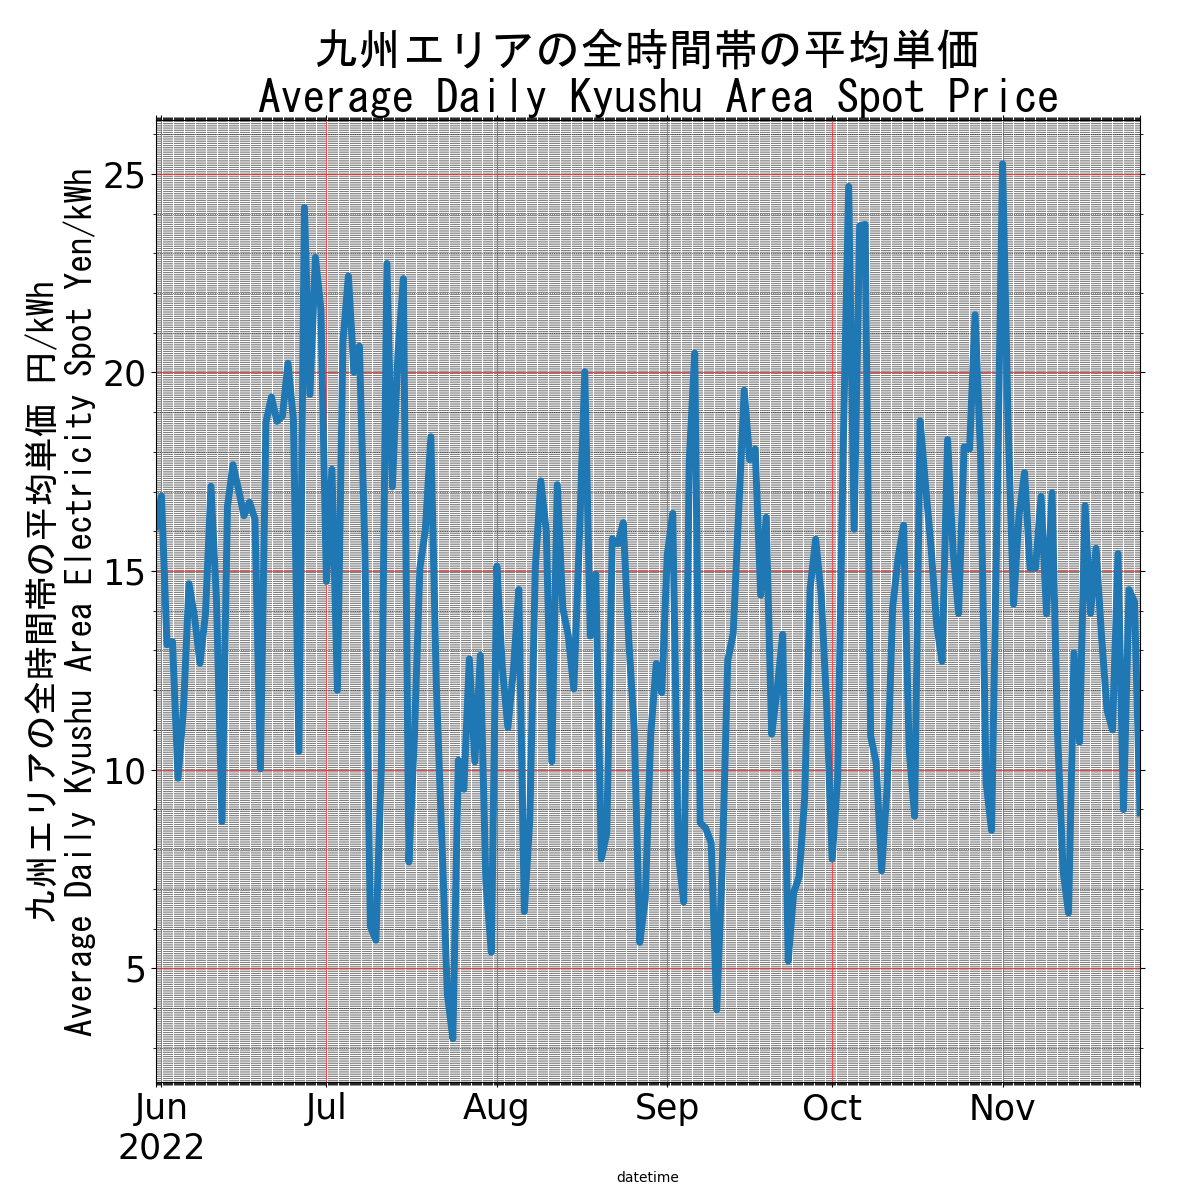 九州エリアの全時間帯の平均単価
Average Daily Kyushu Area Spot Price
九州エリアの全時間帯の平均単価 円/kWh
Average Daily Kyushu Area Electricity Spot Yen/kWh
25
20
15
10
5
Jun Jul Aug Sep Oct Nov
2022
datetime